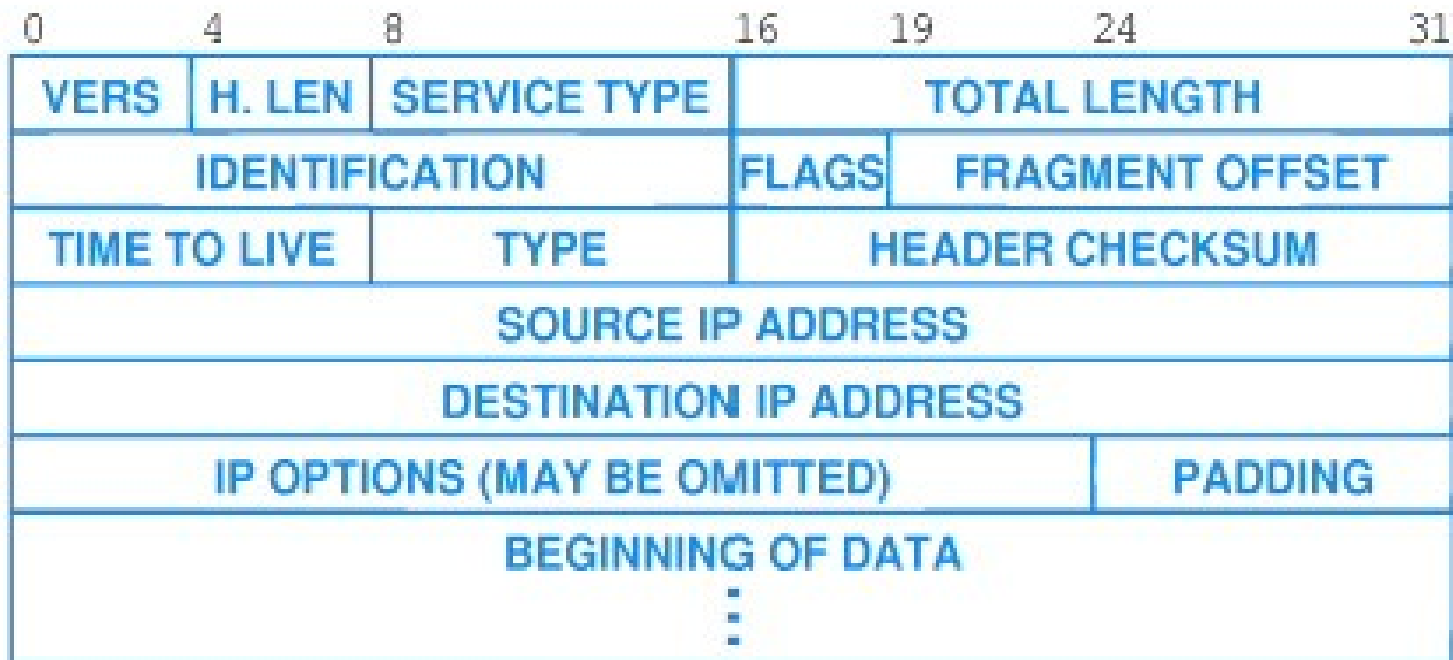 0 4 8 16 19 24 31
VERS H. LEN SERVICE TYPE TOTAL LENGTH
IDENTIFICATION FLAGS FRAGMENT OFFSET
TIME TO LIVE TYPE HEADER CHECKSUM
SOURCE IP ADDRESS
DESTINATION IP ADDRESS
IP OPTIONS (MAY BE OMITTED) PADDING
BEGINNING OF DATA